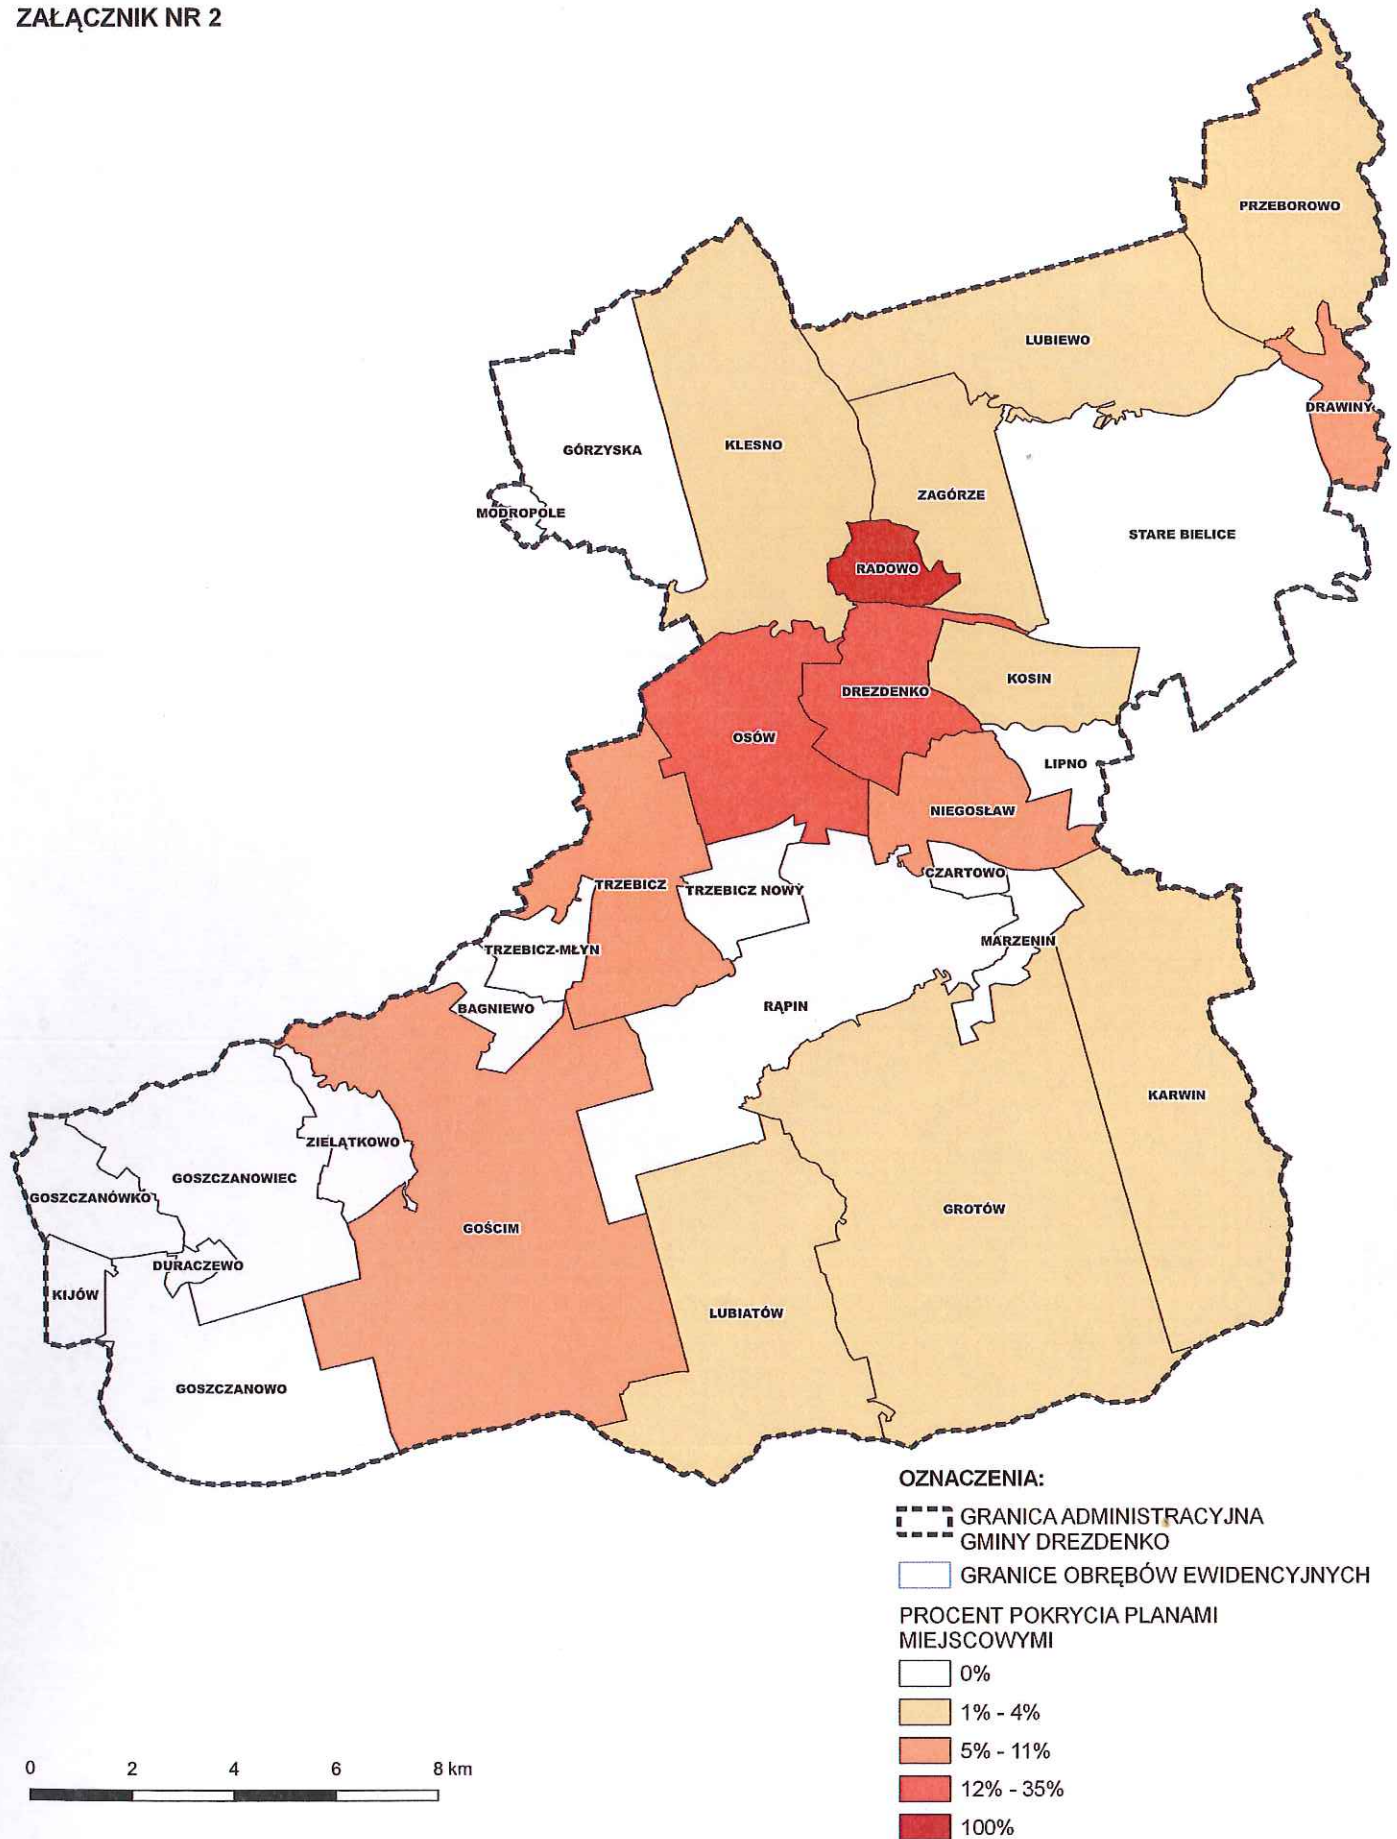 ZAŁĄCZNIK NR 2
PRZEBOROWO
LUBIEWO
DRAWINY
KLESNO
GÓRZYSKA
ZAGÓRZE
MODROPOLE
STARE BIELICE
RADOWO
KOSIN
DREZDENKO
OSÓW
LIPNO
NIEGOSŁAW
CZARTOWO
TRZEBICZ
TRZEBICZ NOWY
MARZENIN
TRZEBICZ-MŁYN
RĄPIN
BAGNIEWO
KARWIN
ZIELĄTKOWO
GOSZCZANOWIEC
GOSZCZANÓWKO
GROTÓW
GOŚCIM
DURACZEWO
KIJÓW
LUBIATÓW
GOSZCZANOWO
OZNACZENIA:
GRANICA ADMINISTRACYJNA
GMINY DREZDENKO
GRANICE OBRĘBÓW EWIDENCYJNYCH
PROCENT POKRYCIA PLANAMI
MIEJSCOWYMI
0%
1% - 4%
5% - 11%
12% - 35%
100%
0 2 4 6 8 km